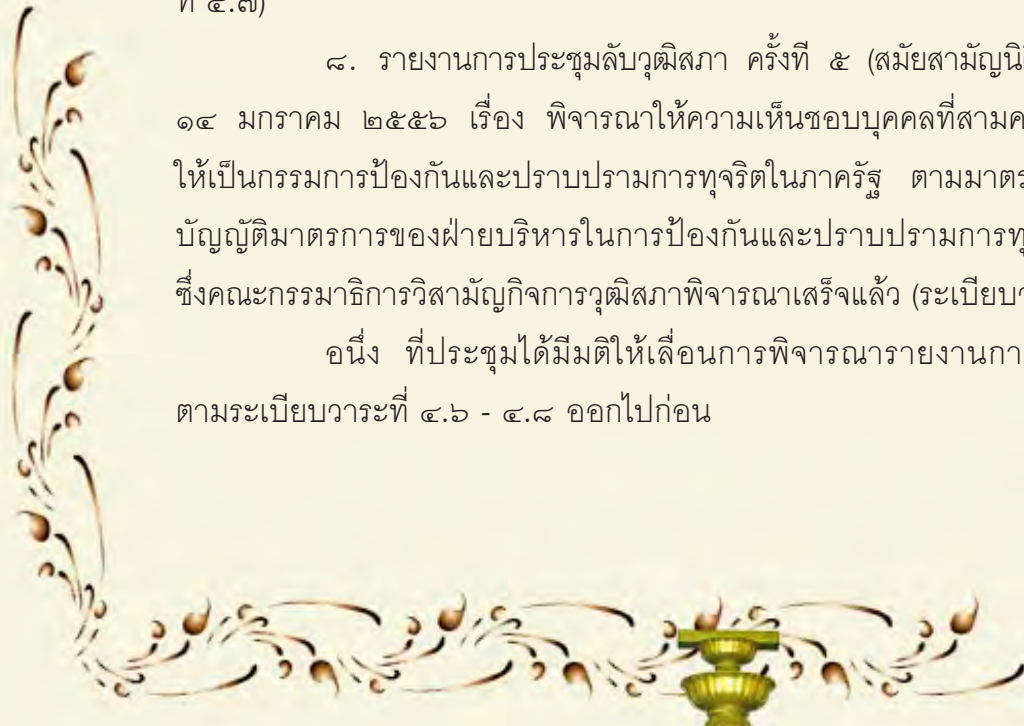 ที่ ๔.๗)
๘. รายงานการประชุมลับวุฒิสภา ครั้งที่ ๕ (สมัยสามัญนิ
๑๔ มกราคม ๒๕๕๖ เรื่อง พิจารณาให้ความเห็นชอบบุคคลที่สามค
ให้เป็นกรรมการป้องกันและปราบปรามการทุจริตในภาครัฐ ตามมาตร
บัญญัติมาตรการของฝ่ายบริหารในการป้องกันและปราบปรามการทุ
ซึ่งคณะกรรมาธิการวิสามัญกิจการวุฒิสภาพิจารณาเสร็จแล้ว (ระเบียบว
อนึ่ง ที่ประชุมได้มีมติให้เลื่อนการพิจารณารายงานกา
ตามระเบียบวาระที่ ๔.๖ - ๔.๘ ออกไปก่อน